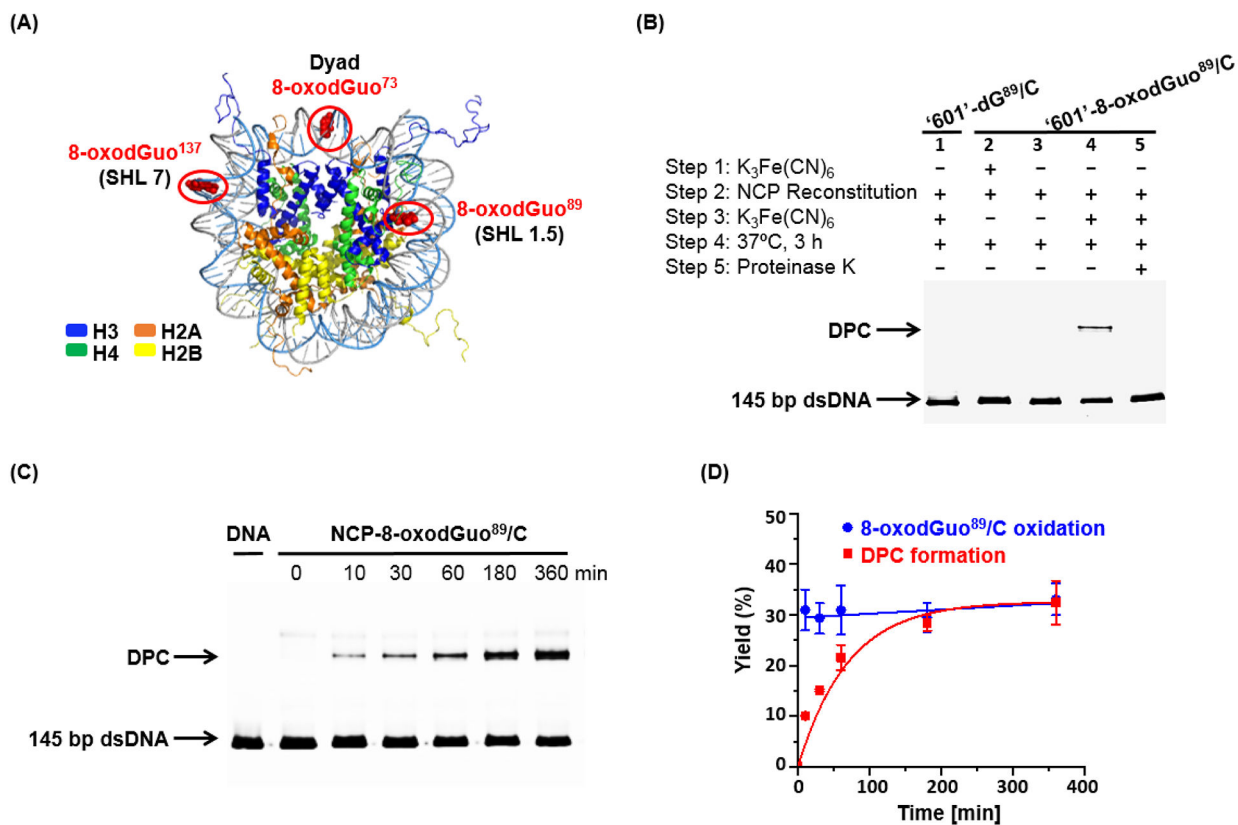 (A)
Dyad
8-oxodGuo⁷³
8-oxodGuo¹³⁷
(SHL 7)
8-oxodGuo⁸⁹
(SHL 1.5)
H3 H2A
H4 H2B
(B)
‘601’-dG⁸⁹/C
‘601’-8-oxodGuo⁸⁹/C
1 2 3 4 5
Step 1: K₃Fe(CN)₆ – + – – –
Step 2: NCP Reconstitution + + + + +
Step 3: K₃Fe(CN)₆ + – – + +
Step 4: 37ºC, 3 h + + + + +
Step 5: Proteinase K – – – – +
DPC
145 bp dsDNA
(C)
DNA NCP-8-oxodGuo⁸⁹/C
0 10 30 60 180 360 min
DPC
145 bp dsDNA
(D)
8-oxodGuo⁸⁹/C oxidation
DPC formation
Yield (%)
50
40
30
20
10
0
0 100 200 300 400
Time [min]